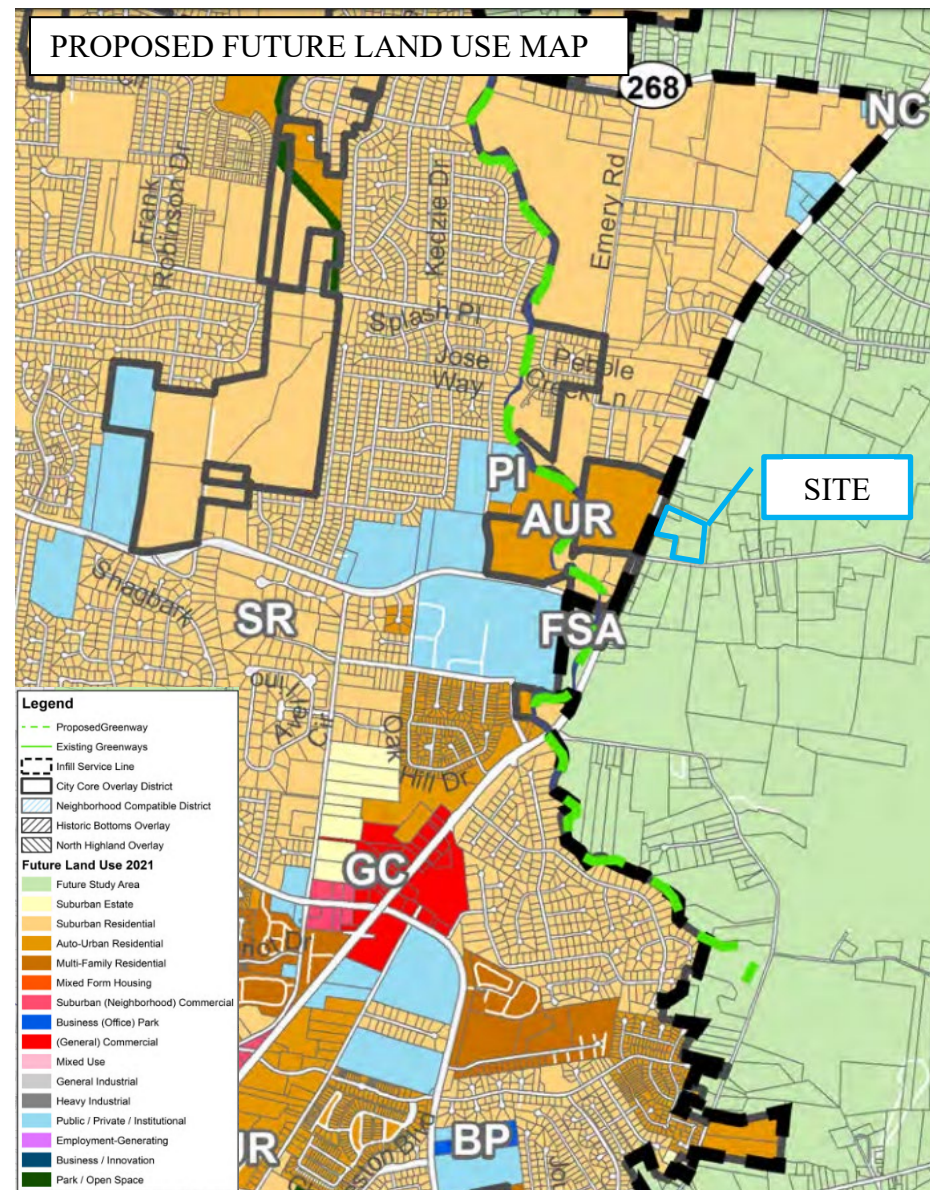 PROPOSED FUTURE LAND USE MAP
268
NC
Frank
Robinson Dr
Kedzie Dr
Emery Rd
Splash Pl
Jose
Way
Pebble
Creek Ln
PI
AUR
SITE
Shagbark
SR
FSA
Oak
Hill Dr
GC
BP
Legend
ProposedGreenway
Existing Greenways
Infill Service Line
City Core Overlay District
Neighborhood Compatible District
Historic Bottoms Overlay
North Highland Overlay
Future Land Use 2021
Future Study Area
Suburban Estate
Suburban Residential
Auto-Urban Residential
Multi-Family Residential
Mixed Form Housing
Suburban (Neighborhood) Commercial
Business (Office) Park
(General) Commercial
Mixed Use
General Industrial
Heavy Industrial
Public / Private / Institutional
Employment-Generating
Business / Innovation
Park / Open Space